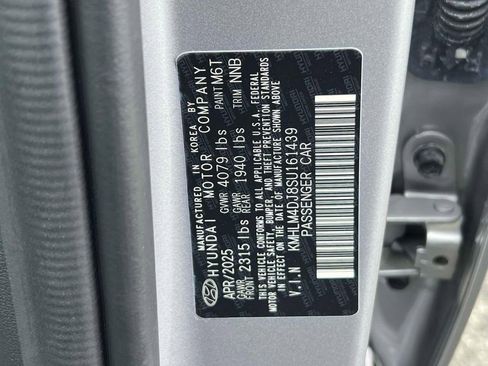 MANUFACTURED IN KOREA BY
HYUNDAI MOTOR COMPANY
APR/2025 GVWR 4079 lbs PAINT M6T
GAWR FRONT 2315 lbs GAWR REAR 1940 lbs TRIM NNB
THIS VEHICLE CONFORMS TO ALL APPLICABLE U.S.A. FEDERAL
MOTOR VEHICLE SAFETY, BUMPER, AND THEFT PREVENTION STANDARDS
IN EFFECT ON THE DATE OF MANUFACTURE SHOWN ABOVE.
V.I.N KMHLM4DJ8SU161439
PASSENGER CAR